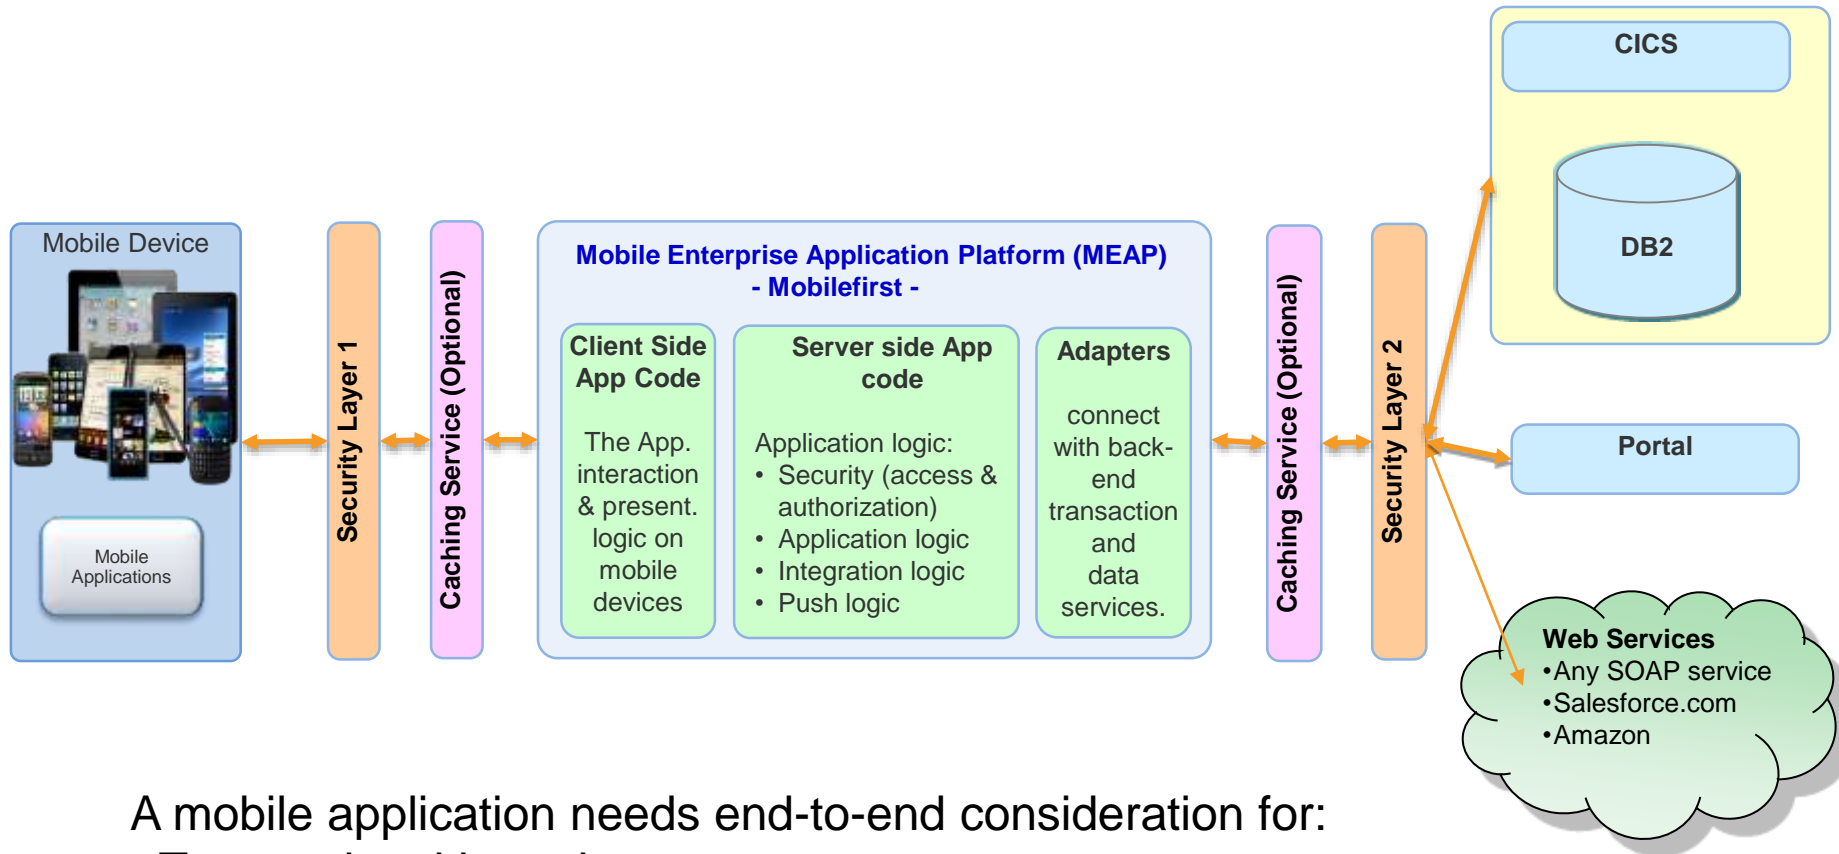 CICS
DB2
Mobile Device
Mobile
Applications
Security Layer 1
Caching Service (Optional)
Mobile Enterprise Application Platform (MEAP)
- Mobilefirst -
Client Side
App Code
The App.
interaction
& present.
logic on
mobile
devices
Server side App
code
Application logic:
• Security (access &
authorization)
• Application logic
• Integration logic
• Push logic
Adapters
connect
with back-
end
transaction
and
data
services.
Caching Service (Optional)
Security Layer 2
Portal
Web Services
•Any SOAP service
•Salesforce.com
•Amazon
A mobile application needs end-to-end consideration for: